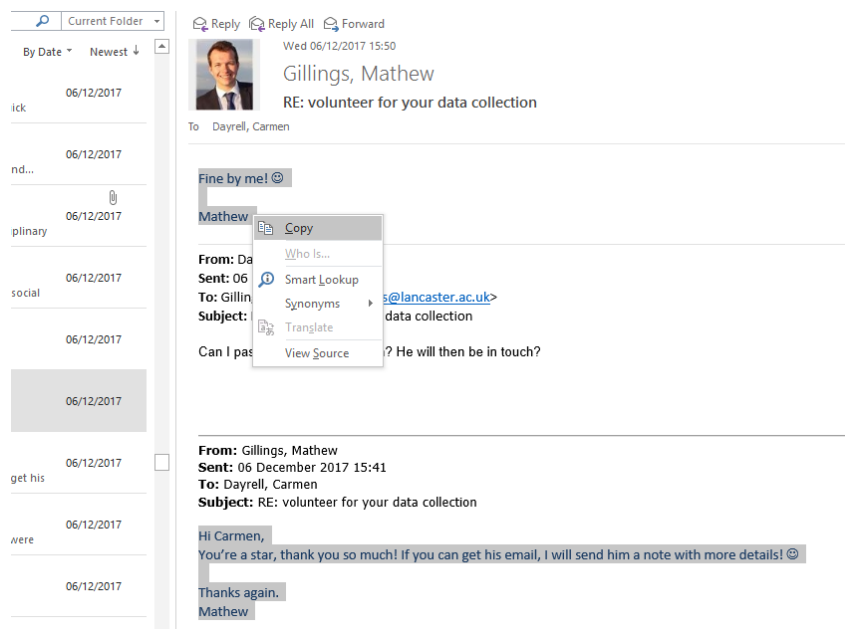 Current Folder
By Date Newest
06/12/2017
ick
06/12/2017
nd...
06/12/2017
plinary
06/12/2017
social
06/12/2017
06/12/2017
06/12/2017
get his
06/12/2017
were
06/12/2017
Reply Reply All Forward
Wed 06/12/2017 15:50
Gillings, Mathew
RE: volunteer for your data collection
To Dayrell, Carmen
Fine by me! ☺
Mathew
Copy
Who Is...
Smart Lookup
Synonyms
Translate
View Source
From: Da
Sent: 06
To: Gillin s@lancaster.ac.uk>
Subject: data collection
Can I pas ? He will then be in touch?
From: Gillings, Mathew
Sent: 06 December 2017 15:41
To: Dayrell, Carmen
Subject: RE: volunteer for your data collection
Hi Carmen,
You're a star, thank you so much! If you can get his email, I will send him a note with more details! ☺
Thanks again.
Mathew